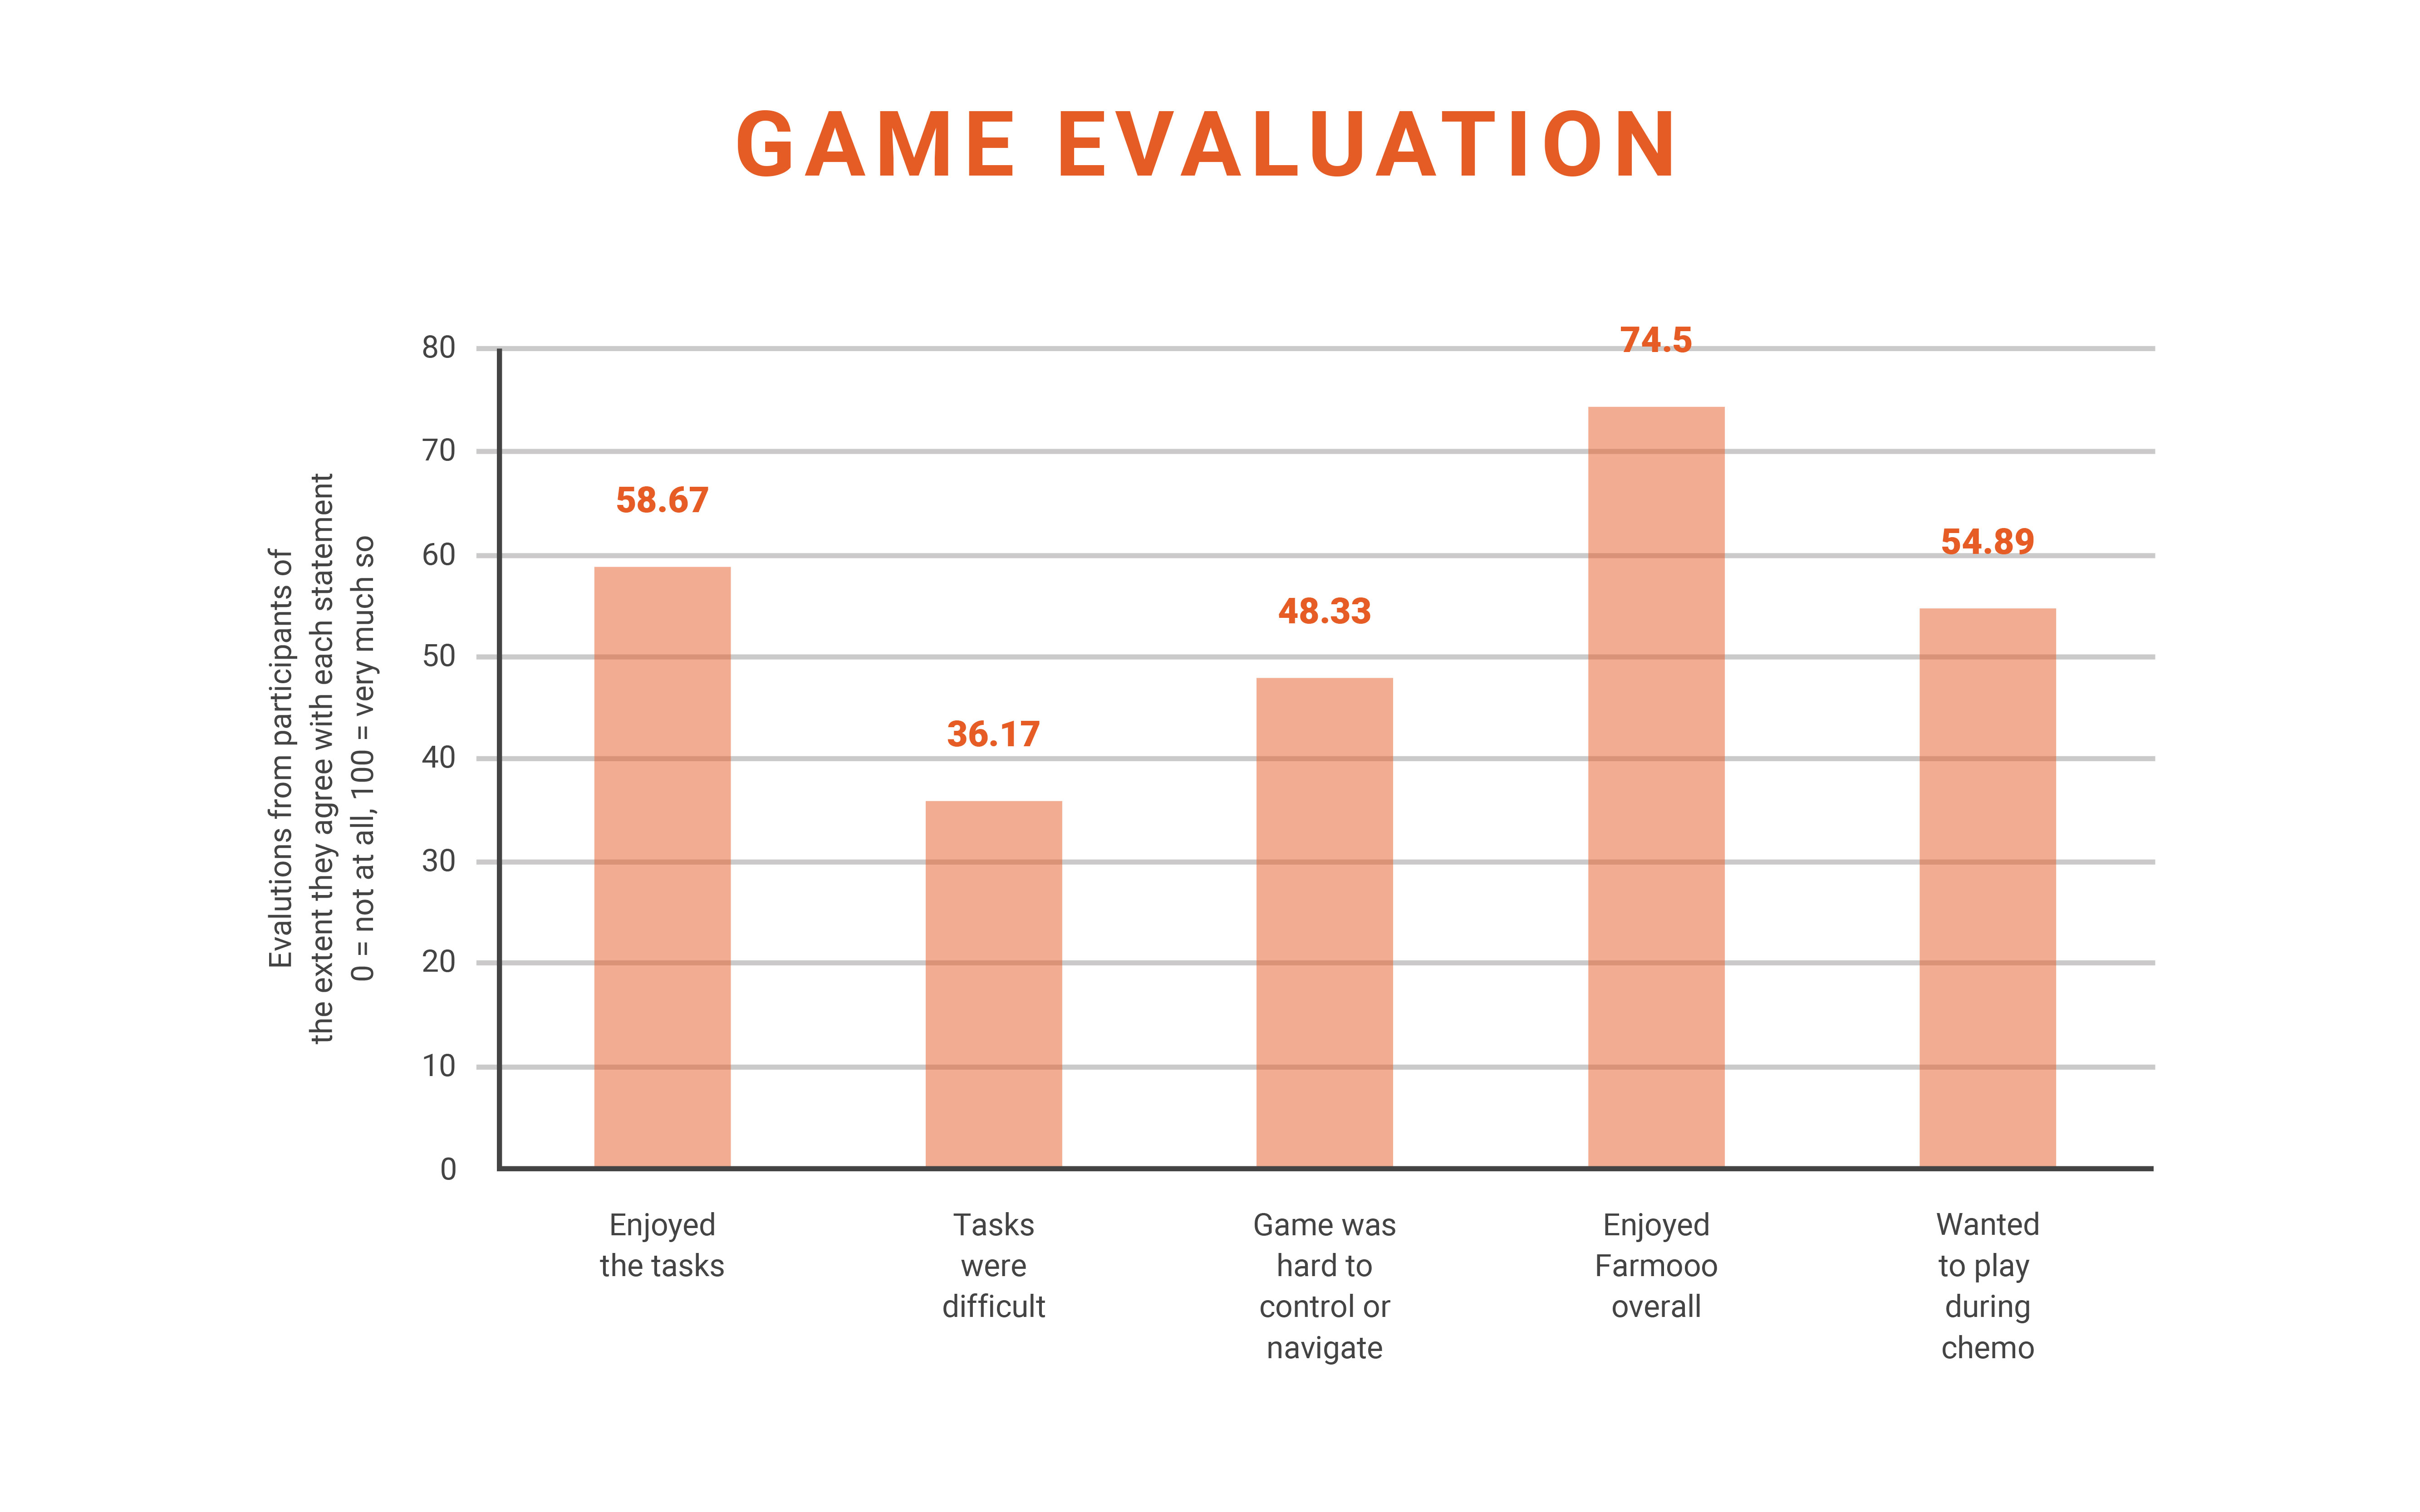 GAME EVALUATION
Evalutions from participants of
the extent they agree with each statement
0 = not at all, 100 = very much so
80
70
60
50
40
30
20
10
0
58.67
36.17
48.33
74.5
54.89
Enjoyed
the tasks
Tasks
were
difficult
Game was
hard to
control or
navigate
Enjoyed
Farmooo
overall
Wanted
to play
during
chemo